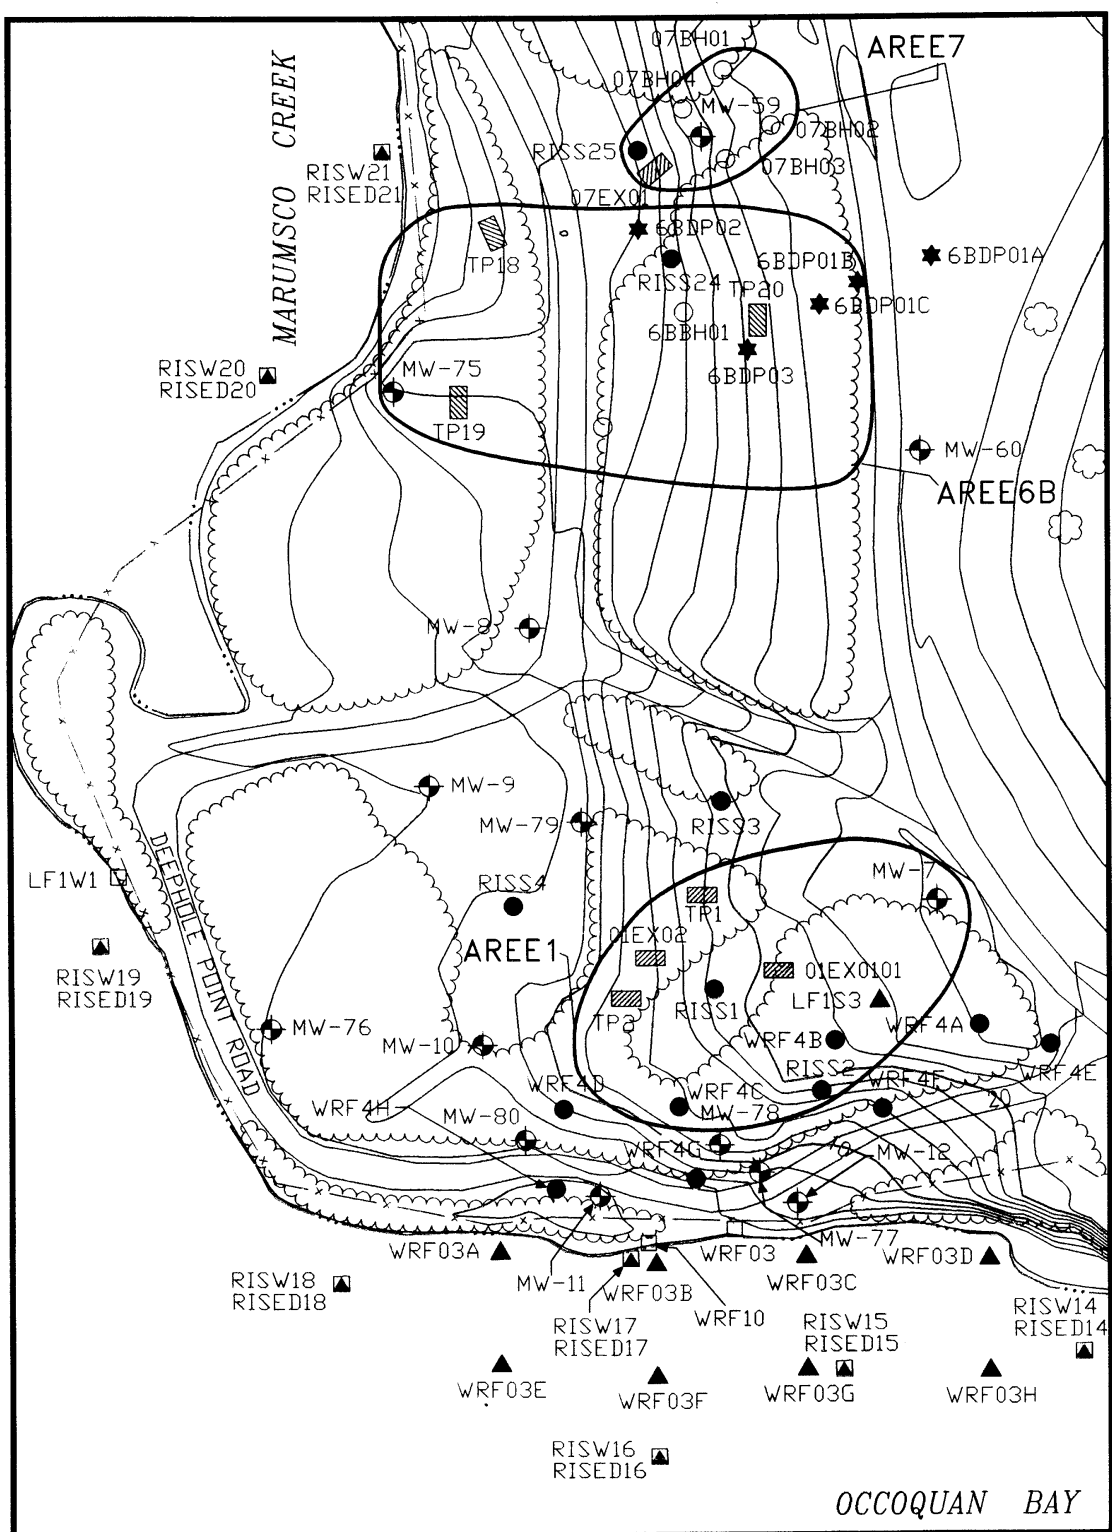 07BH01
AREE7
MARUMSCO CREEK
07BH04
MW-59
RISS25
07BH02
RISW21
RISED21
07BH03
07EX01
6BDP02
TP18
6BDP01B
6BDP01A
RISS24
TP20
6BDP01C
6BBH01
RISW20
RISED20
MW-75
6BDP03
TP19
MW-60
AREE6B
MW-8
MW-9
MW-79
RISS3
DEEPHOLE POINT ROAD
LF1W1
RISS4
MW-7
TP1
01EX02
AREE1
RISW19
RISED19
01EX0101
RISS1
LF1S3
TP2
MW-76
MW-10
WRF4B
WRF4A
WRF4E
RISS2
WRF4D
WRF4C
WRF4F
20
WRF4H
MW-80
MW-78
WRF4G
10
MW-12
MW-77
WRF03A
WRF03
WRF03D
MW-11
WRF03B
WRF03C
RISW18
RISED18
WRF10
RISW17
RISED17
RISW15
RISED15
RISW14
RISED14
WRF03E
WRF03F
WRF03G
WRF03H
RISW16
RISED16
OCCOQUAN BAY